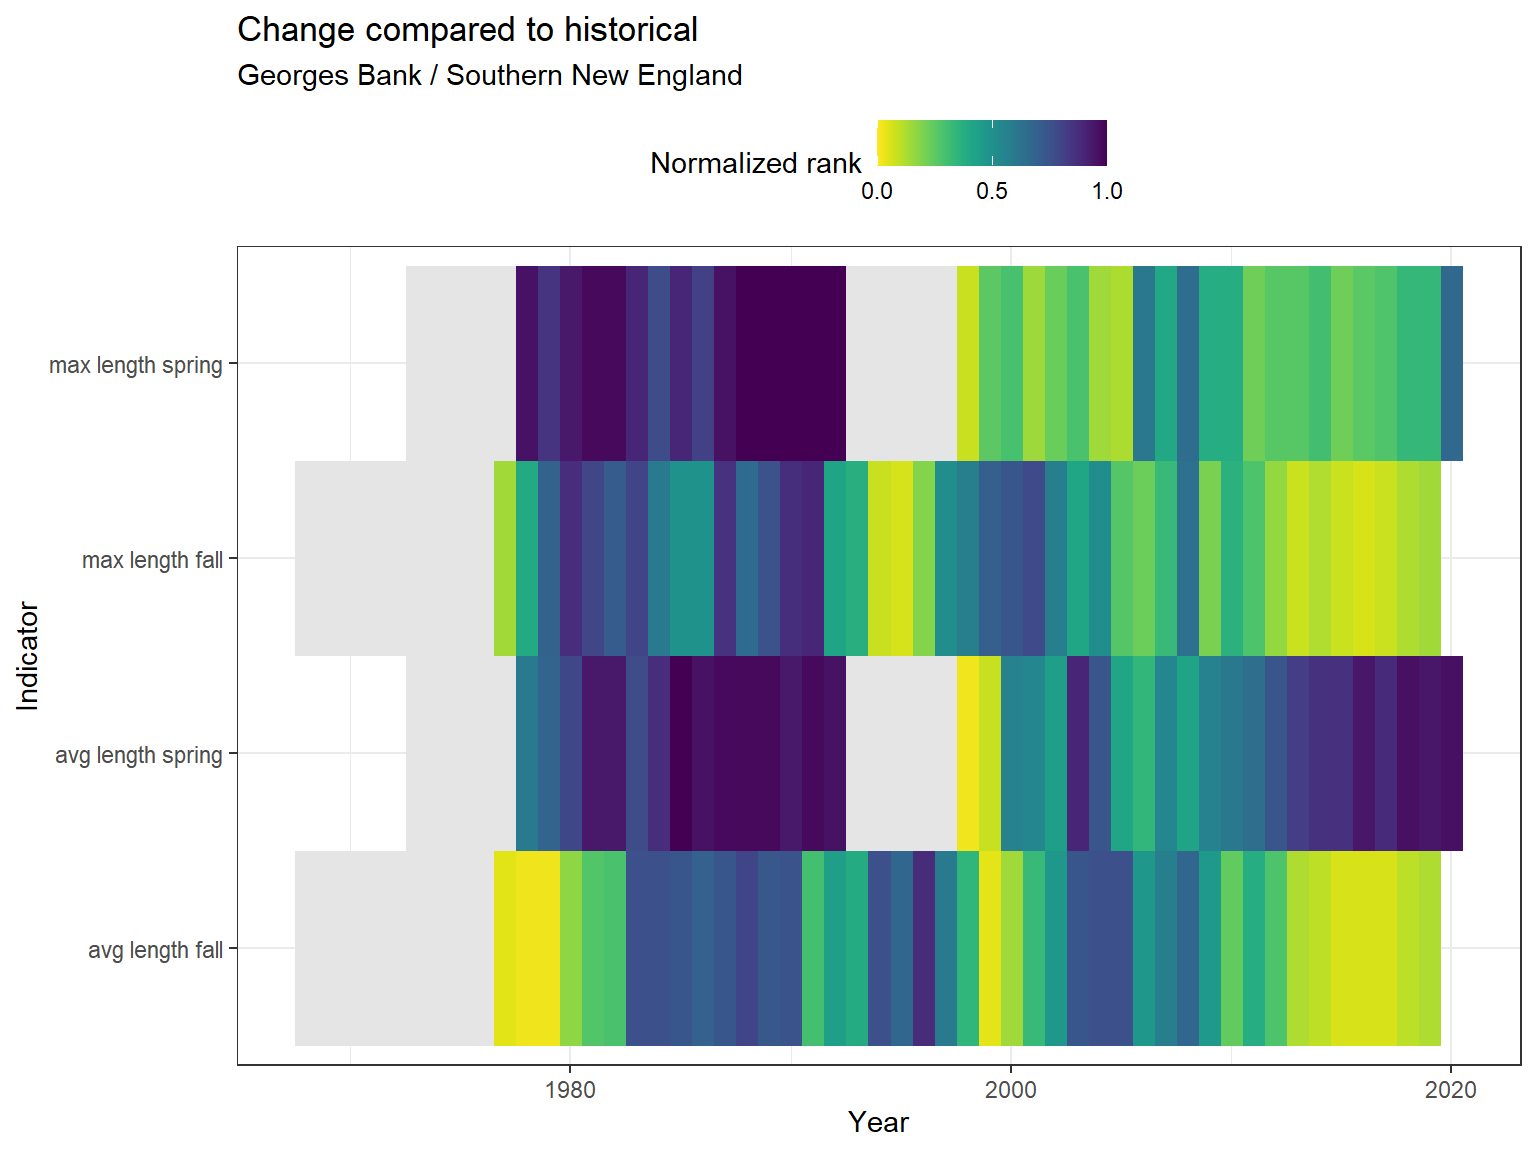 Change compared to historical
Georges Bank / Southern New England
Normalized rank
0.0 0.5 1.0
max length spring
max length fall
avg length spring
avg length fall
Indicator
1980 2000 2020
Year